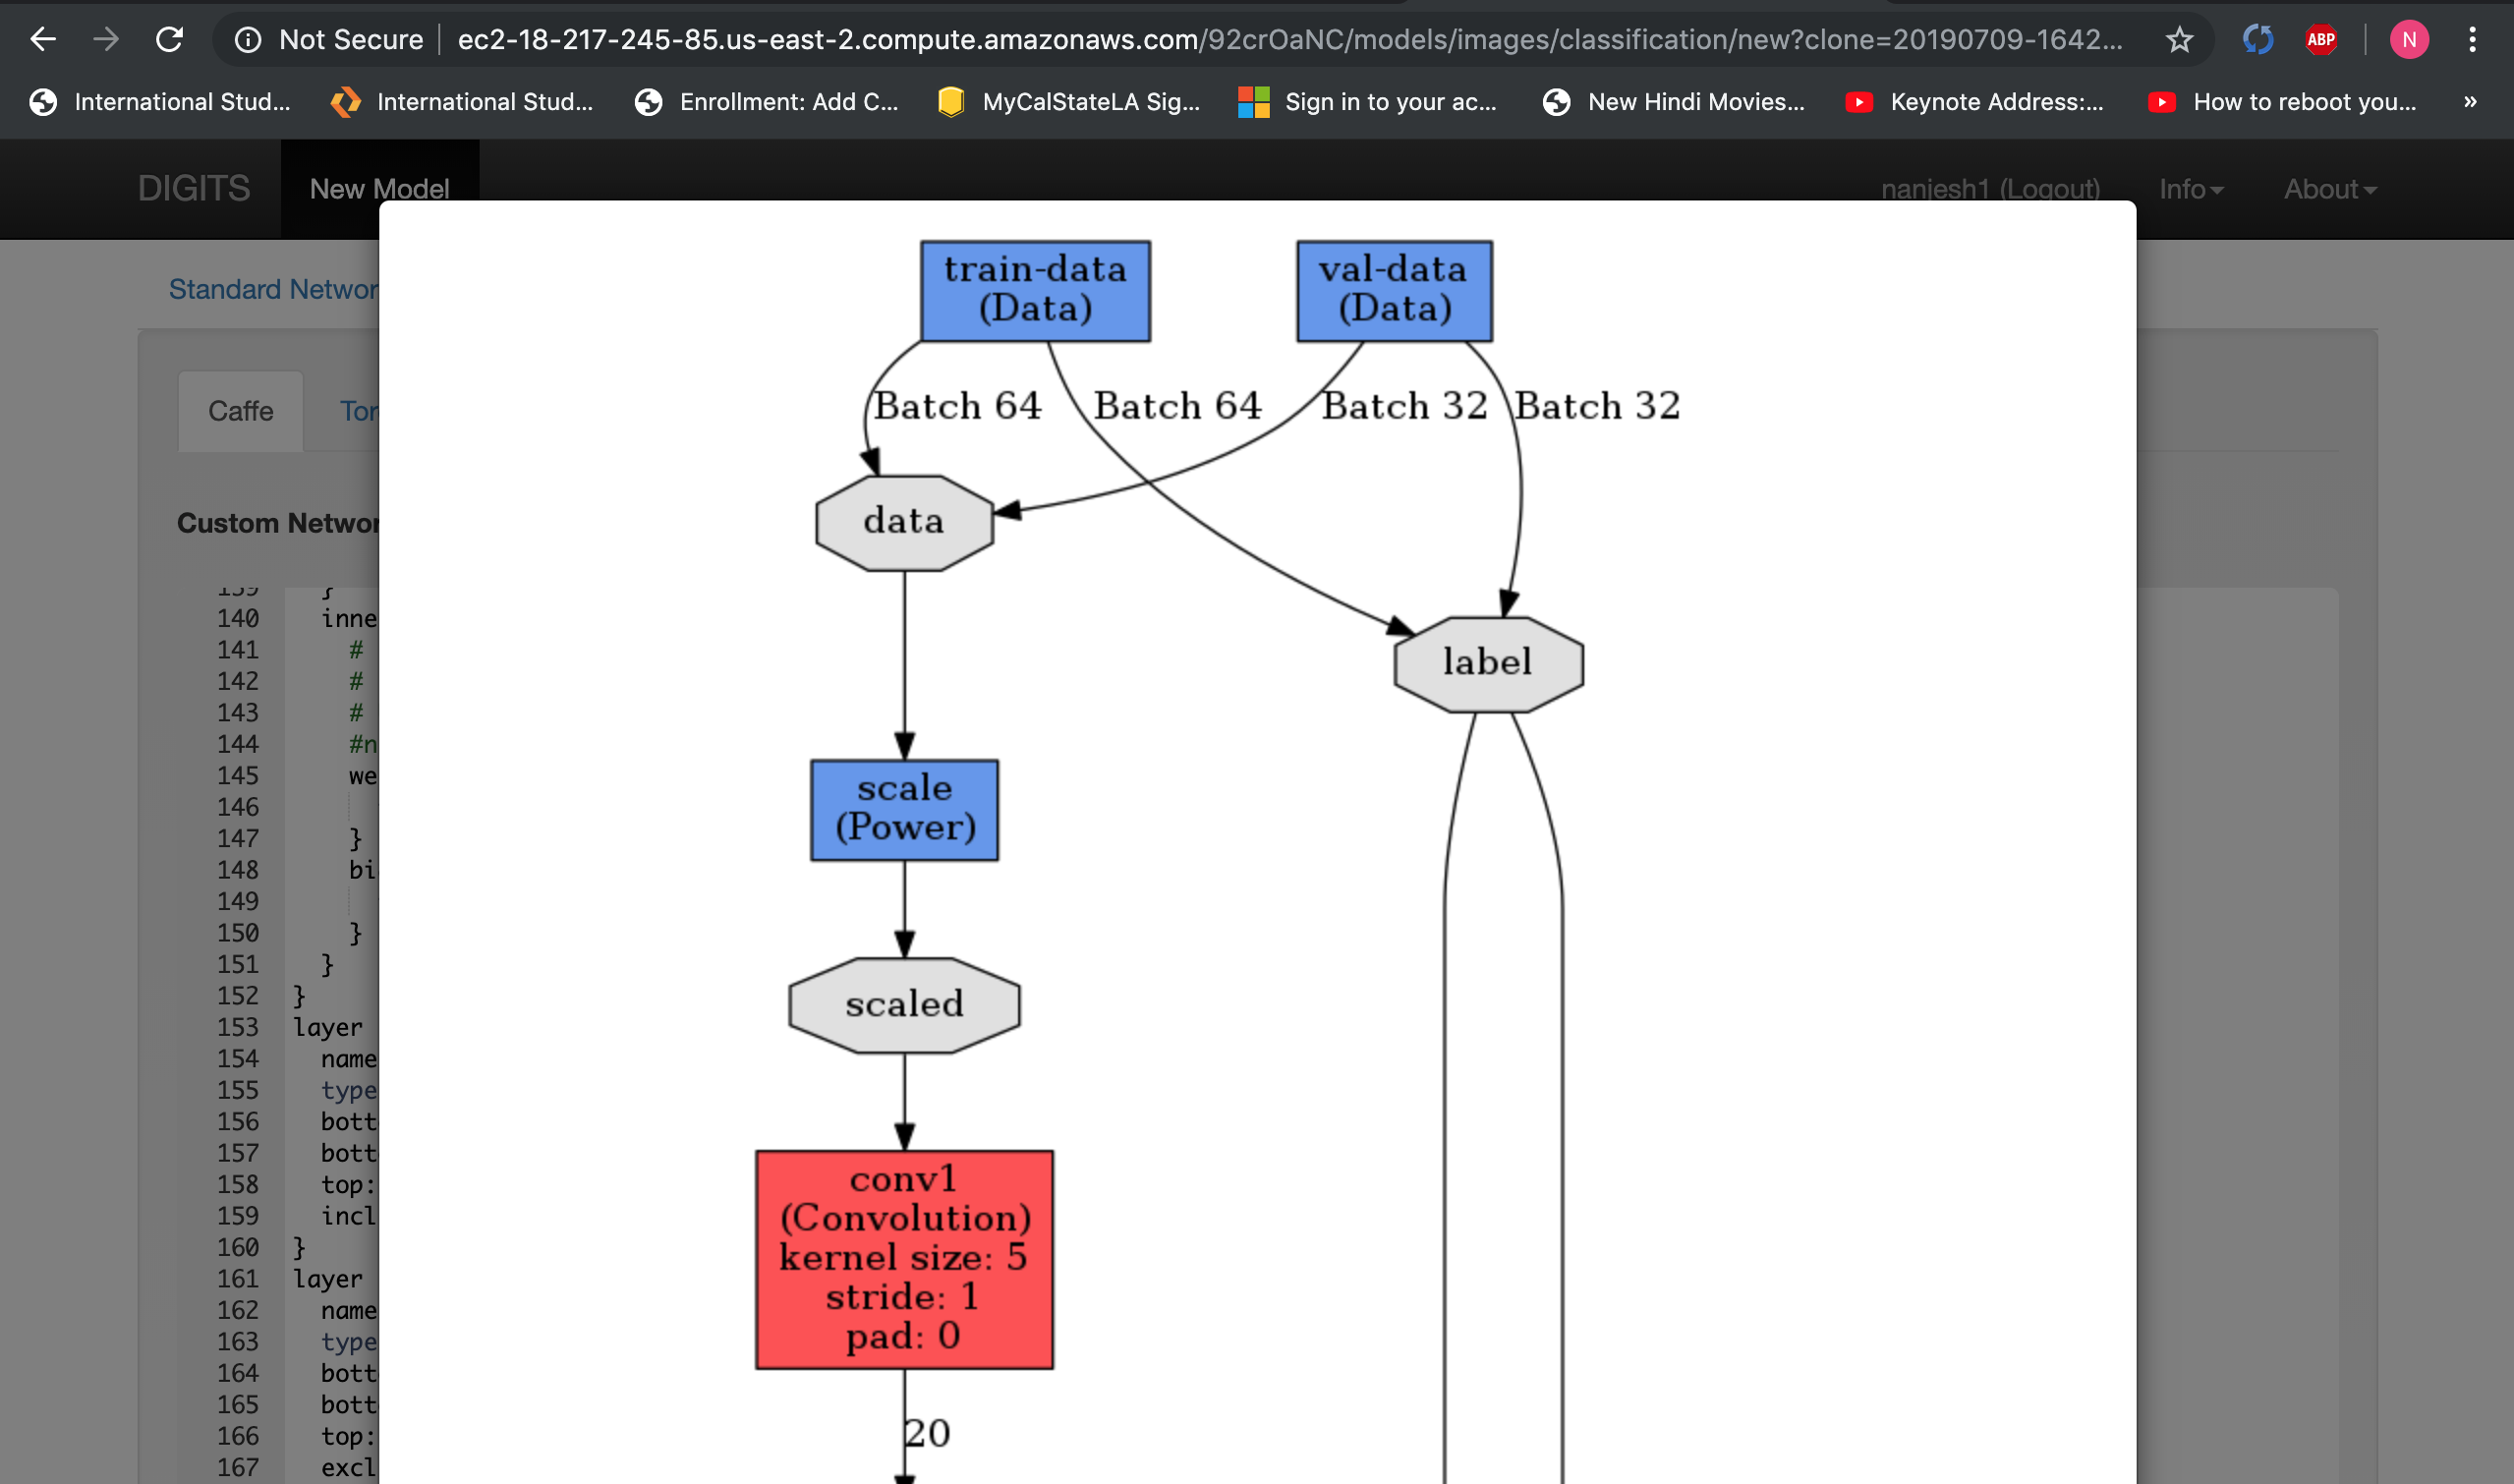 Not Secure ec2-18-217-245-85.us-east-2.compute.amazonaws.com/92crOaNC/models/images/classification/new?clone=20190709-1642... ABP N
International Stud... International Stud... Enrollment: Add C... MyCalStateLA Sig... Sign in to your ac... New Hindi Movies... Keynote Address:... How to reboot you... »
DIGITS New Model nanjesh1 (Logout) Info About
Standard Networ
Caffe Tor
Custom Networ
139 }
140 inne
141 #
142 #
143 #
144 #n
145 we
146
147 }
148 bi
149
150 }
151 }
152 }
153 layer
154 name
155 type
156 bott
157 bott
158 top:
159 incl
160 }
161 layer
162 name
163 type
164 bott
165 bott
166 top:
167 excl
train-data
(Data)
val-data
(Data)
Batch 64 Batch 64 Batch 32 Batch 32
data
label
scale
(Power)
scaled
conv1
(Convolution)
kernel size: 5
stride: 1
pad: 0
20